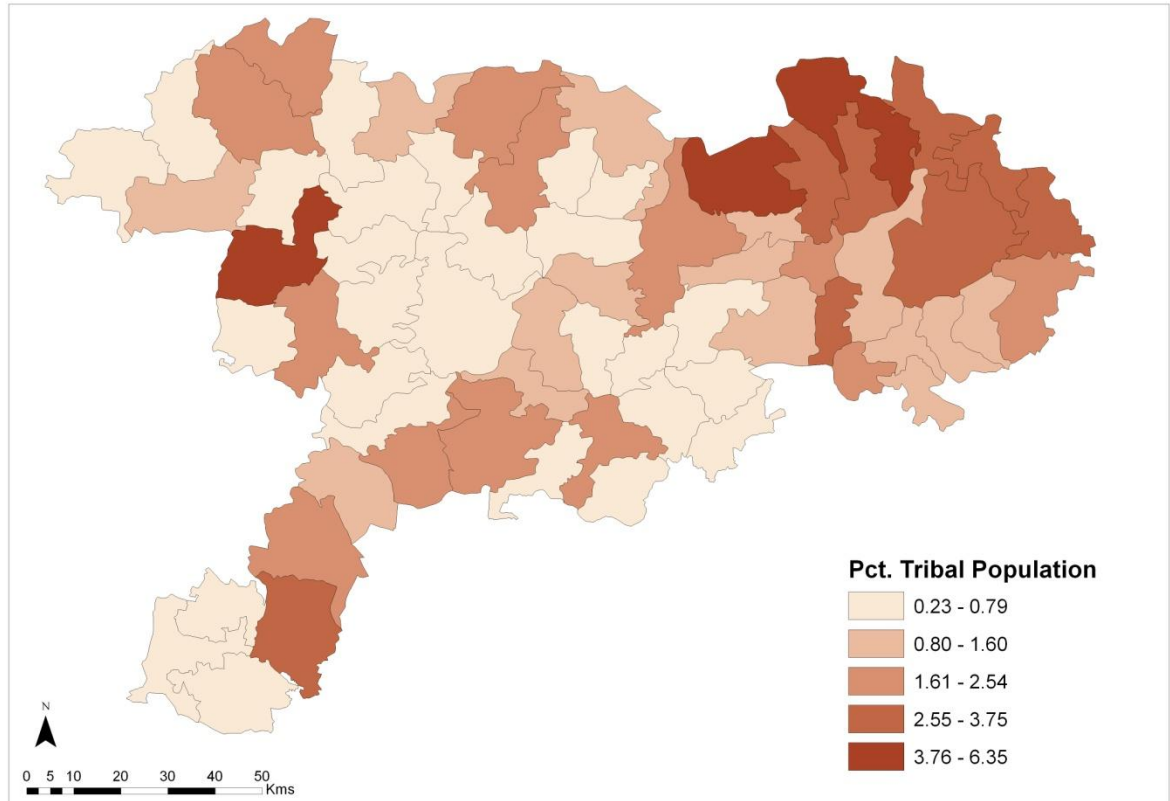 Pct. Tribal Population
0.23 - 0.79
0.80 - 1.60
1.61 - 2.54
2.55 - 3.75
3.76 - 6.35
N
0 5 10 20 30 40 50
Kms